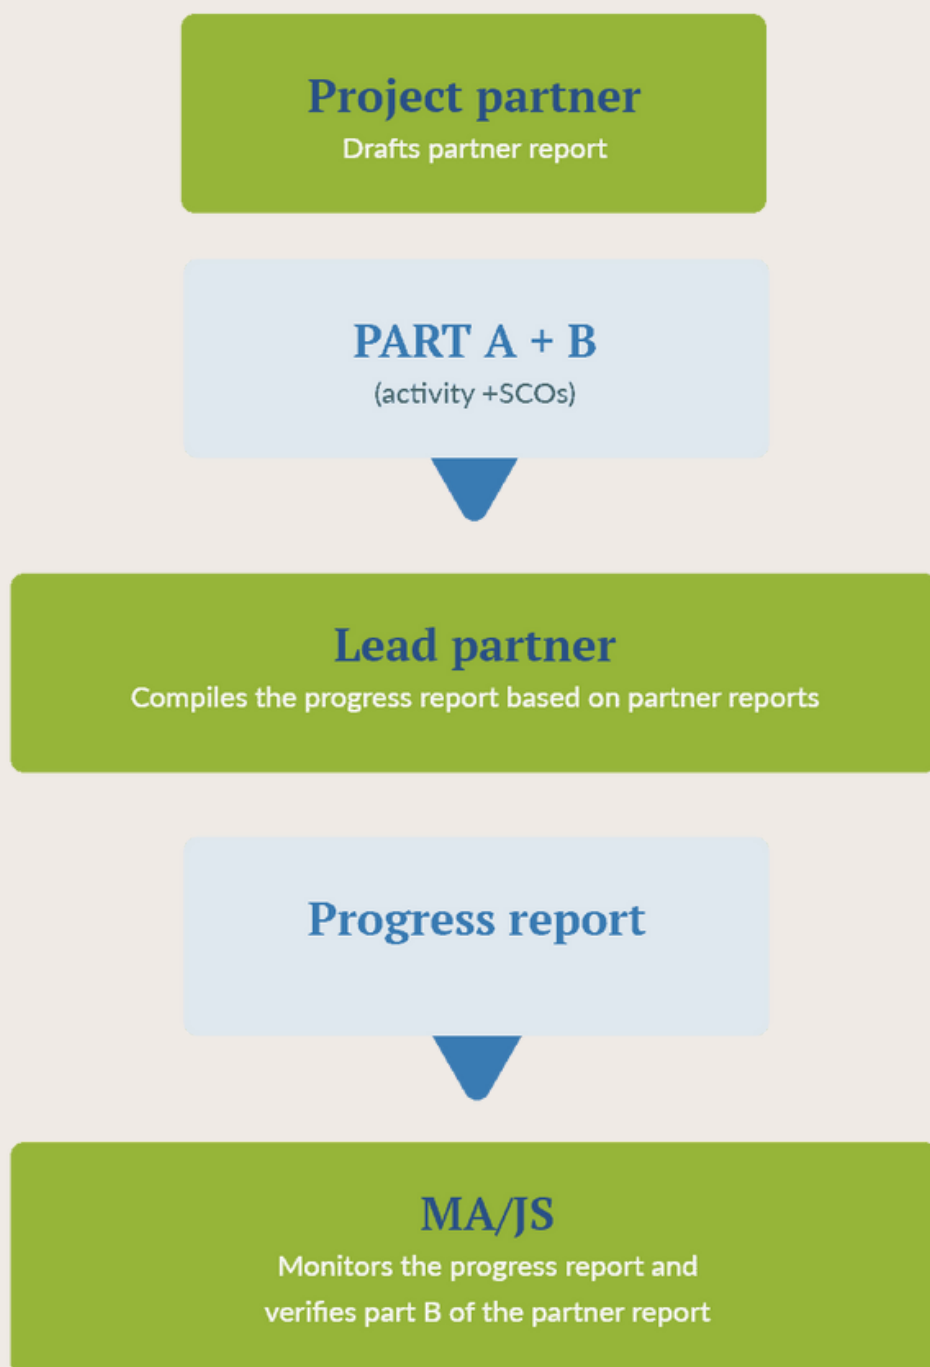 Project partner
Drafts partner report
PART A + B
(activity +SCOs)
Lead partner
Compiles the progress report based on partner reports
Progress report
MA/JS
Monitors the progress report and
verifies part B of the partner report